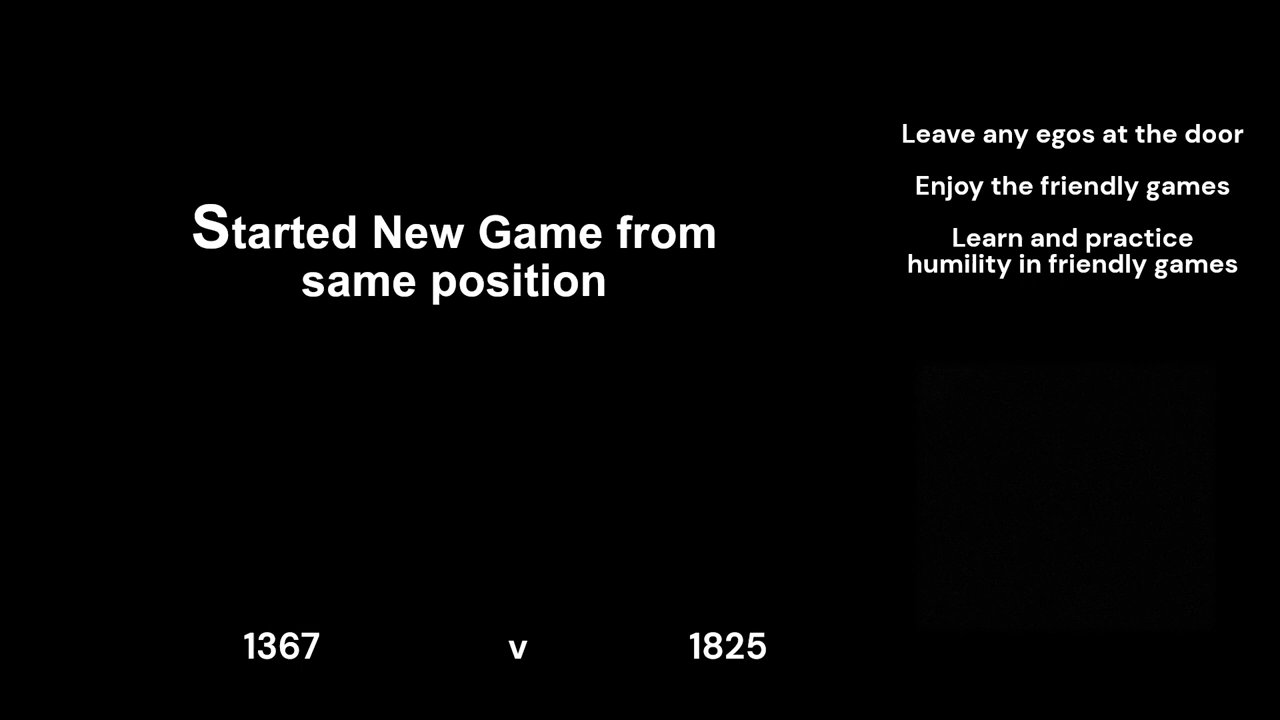 Started New Game from
same position
Leave any egos at the door
Enjoy the friendly games
Learn and practice
humility in friendly games
1367 v 1825